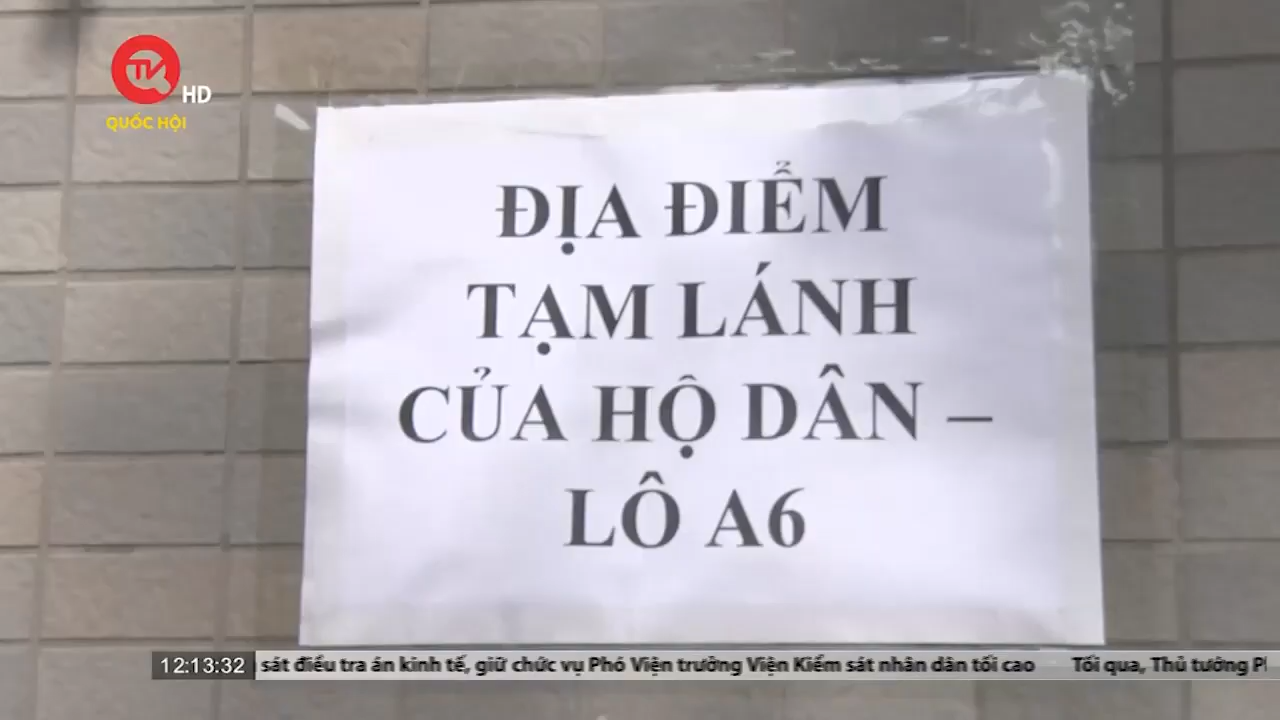 TV HD
QUỐC HỘI
ĐỊA ĐIỂM
TẠM LÁNH
CỦA HỘ DÂN –
LÔ A6
12:13:32 sát điều tra án kinh tế, giữ chức vụ Phó Viện trưởng Viện Kiểm sát nhân dân tối cao Tối qua, Thủ tướng